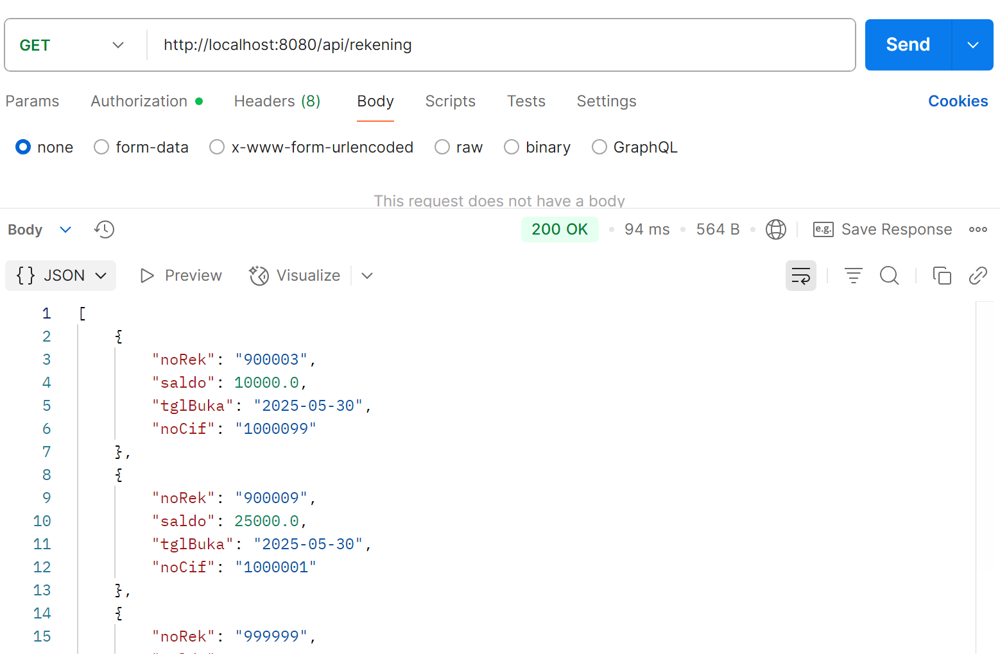 GET http://localhost:8080/api/rekening Send
Params Authorization Headers (8) Body Scripts Tests Settings Cookies
none form-data x-www-form-urlencoded raw binary GraphQL
This request does not have a body
Body 200 OK 94 ms 564 B e.g. Save Response
{} JSON Preview Visualize
1 [
2 {
3 "noRek": "900003",
4 "saldo": 10000.0,
5 "tglBuka": "2025-05-30",
6 "noCif": "1000099"
7 },
8 {
9 "noRek": "900009",
10 "saldo": 25000.0,
11 "tglBuka": "2025-05-30",
12 "noCif": "1000001"
13 },
14 {
15 "noRek": "999999",